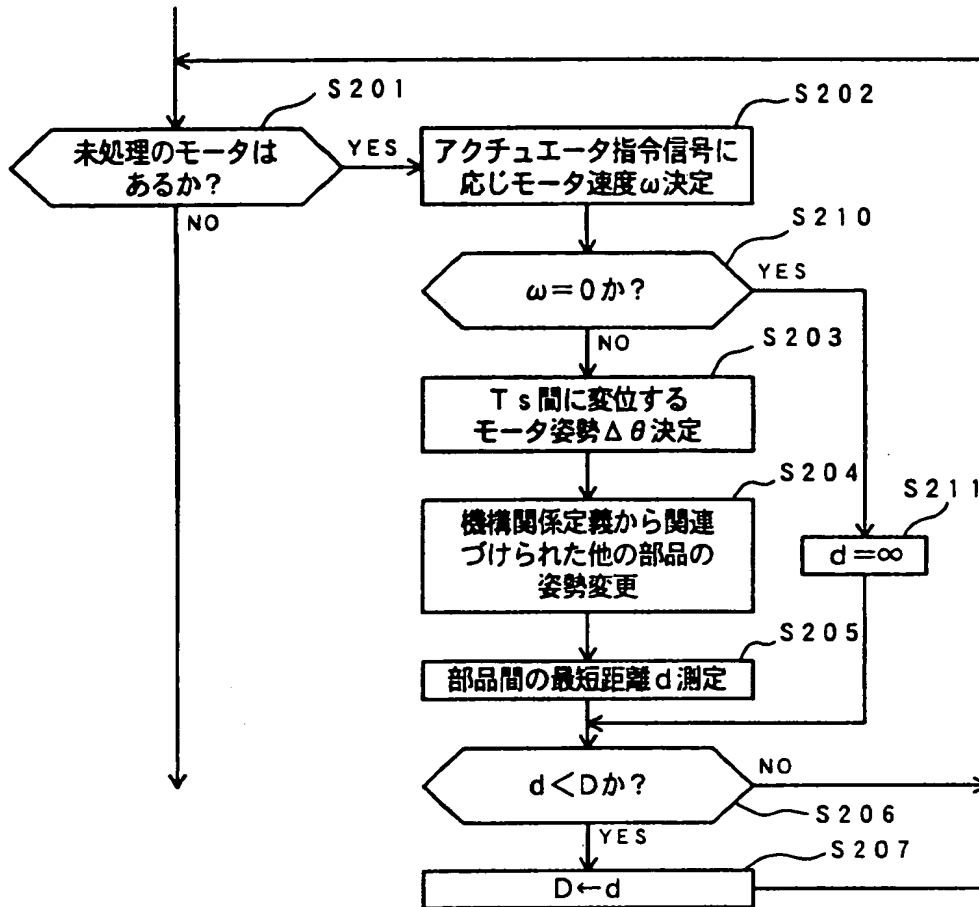 S201
未処理のモータは
あるか？
YES
NO
S202
アクチュエータ指令信号に
応じモータ速度ω決定
S210
ω＝0か？
YES
NO
S203
Ts間に変位する
モータ姿勢Δθ決定
S204
機構関係定義から関連
づけられた他の部品の
姿勢変更
S211
d＝∞
S205
部品間の最短距離d測定
d＜Dか？
NO
S206
YES
S207
D←d